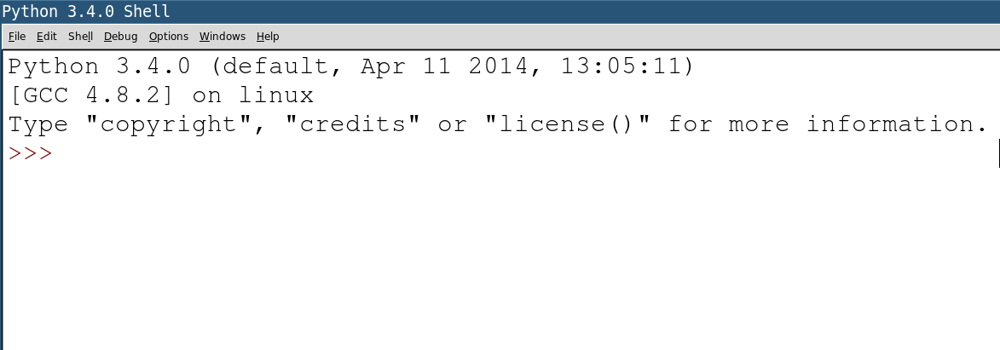 Python 3.4.0 Shell
File Edit Shell Debug Options Windows Help
Python 3.4.0 (default, Apr 11 2014, 13:05:11)
[GCC 4.8.2] on linux
Type "copyright", "credits" or "license()" for more information.
>>>